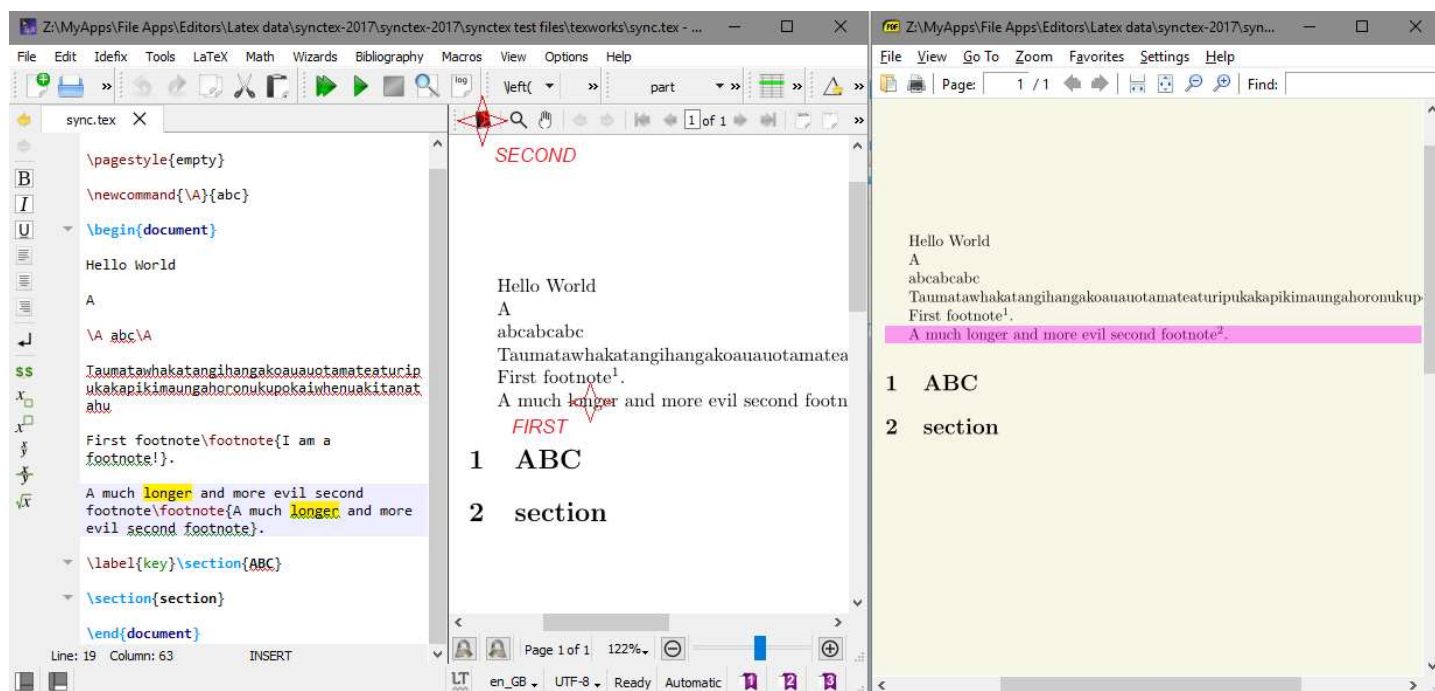 Z:\MyApps\File Apps\Editors\Latex data\synctex-2017\synctex-2017\synctex test files\texworks\sync.tex - ...
File Edit Idefix Tools LaTeX Math Wizards Bibliography Macros View Options Help
» log \left( » part » »
sync.tex
\pagestyle{empty}
\newcommand{\A}{abc}
\begin{document}
Hello World
A
\A abc\A
Taumatawhakatangihangakoauauotamateaturip
ukakapikimaungahoronukupokaiwhenuakitanat
ahu
First footnote\footnote{I am a
footnote!}.
A much longer and more evil second
footnote\footnote{A much longer and more
evil second footnote}.
\label{key}\section{ABC}
\section{section}
\end{document}
B
I
U
$$
x
x
x
y
x
y
√x
Line: 19 Column: 63 INSERT
1 of 1 »
SECOND
Hello World
A
abcabcabc
Taumatawhakatangihangakoauauotamatea
First footnote1.
A much longer and more evil second footn
FIRST
1 ABC
2 section
Page 1 of 1 122%
LT en_GB UTF-8 Ready Automatic 1 2 3
PDF Z:\MyApps\File Apps\Editors\Latex data\synctex-2017\syn...
File View Go To Zoom Favorites Settings Help
Page: 1 / 1 Find:
Hello World
A
abcabcabc
Taumatawhakatangihangakoauauotamateaturipukakapikimaungahoronukup
First footnote1.
A much longer and more evil second footnote2.
1 ABC
2 section